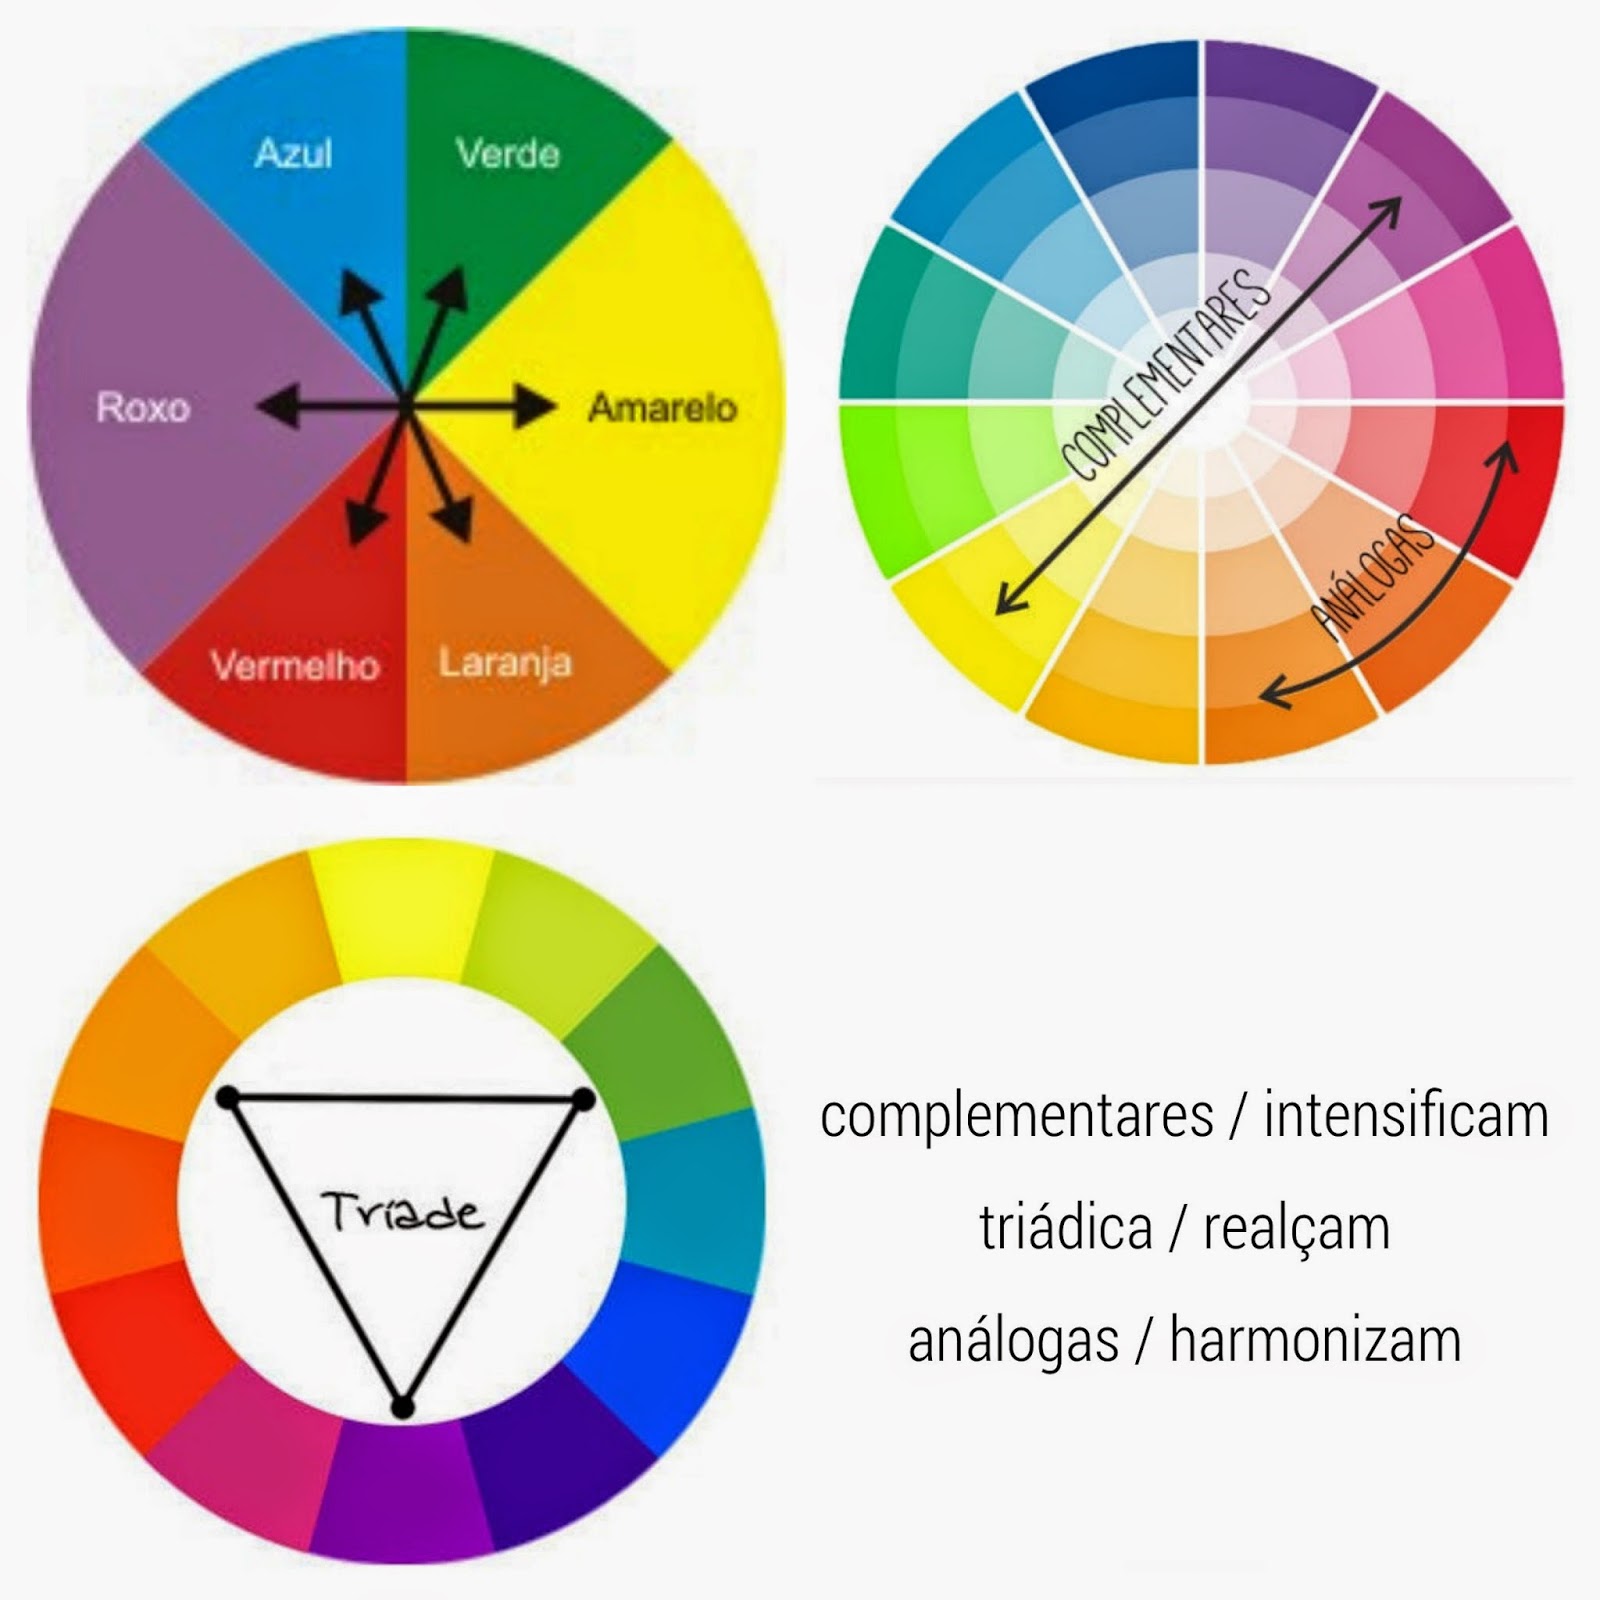 Azul
Verde
Roxo
Amarelo
Vermelho
Laranja
COMPLEMENTARES
ANÁLOGAS
Tríade
complementares / intensificam
triádica / realçam
análogas / harmonizam